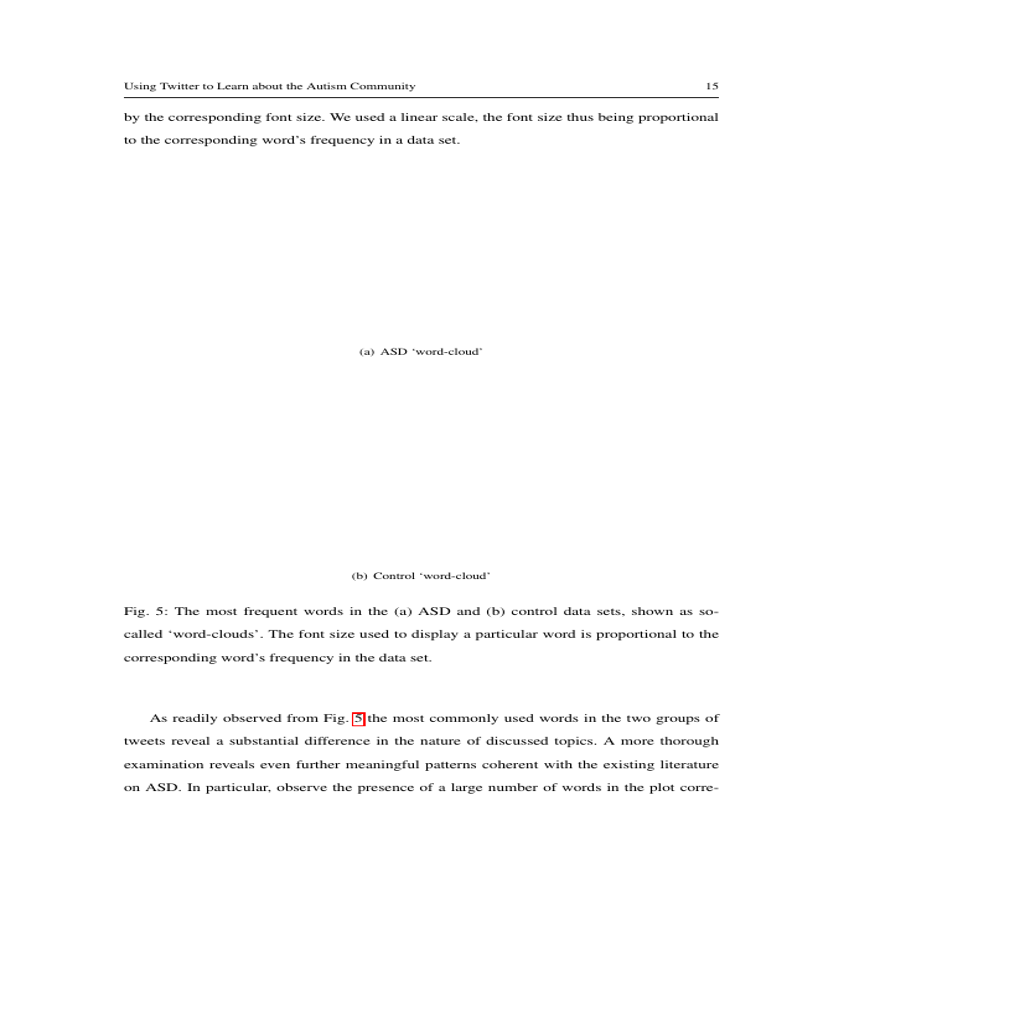 Using Twitter to Learn about the Autism Community 15
by the corresponding font size. We used a linear scale, the font size thus being proportional
to the corresponding word’s frequency in a data set.
(a) ASD ‘word-cloud’
(b) Control ‘word-cloud’
Fig. 5: The most frequent words in the (a) ASD and (b) control data sets, shown as so-
called ‘word-clouds’. The font size used to display a particular word is proportional to the
corresponding word’s frequency in the data set.
As readily observed from Fig. 5 the most commonly used words in the two groups of
tweets reveal a substantial difference in the nature of discussed topics. A more thorough
examination reveals even further meaningful patterns coherent with the existing literature
on ASD. In particular, observe the presence of a large number of words in the plot corre-